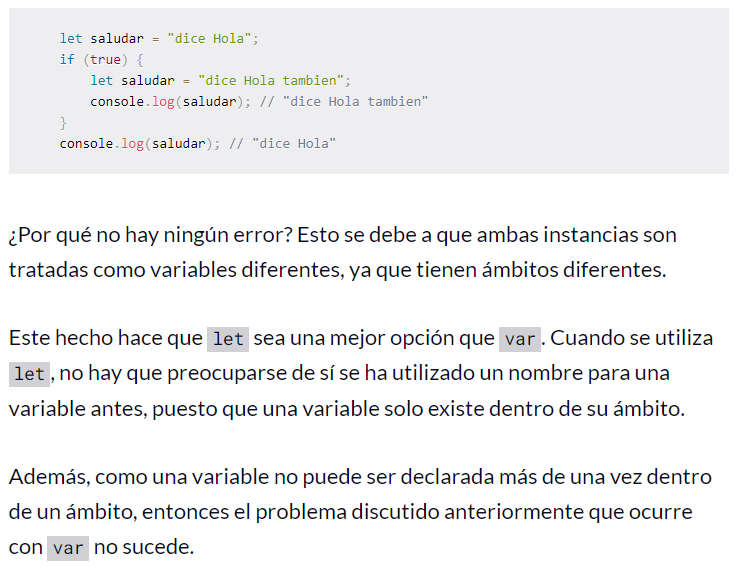 let saludar = "dice Hola";
if (true) {
let saludar = "dice Hola tambien";
console.log(saludar); // "dice Hola tambien"
}
console.log(saludar); // "dice Hola"
¿Por qué no hay ningún error? Esto se debe a que ambas instancias son
tratadas como variables diferentes, ya que tienen ámbitos diferentes.
Este hecho hace que let sea una mejor opción que var. Cuando se utiliza
let, no hay que preocuparse de sí se ha utilizado un nombre para una
variable antes, puesto que una variable solo existe dentro de su ámbito.
Además, como una variable no puede ser declarada más de una vez dentro
de un ámbito, entonces el problema discutido anteriormente que ocurre
con var no sucede.